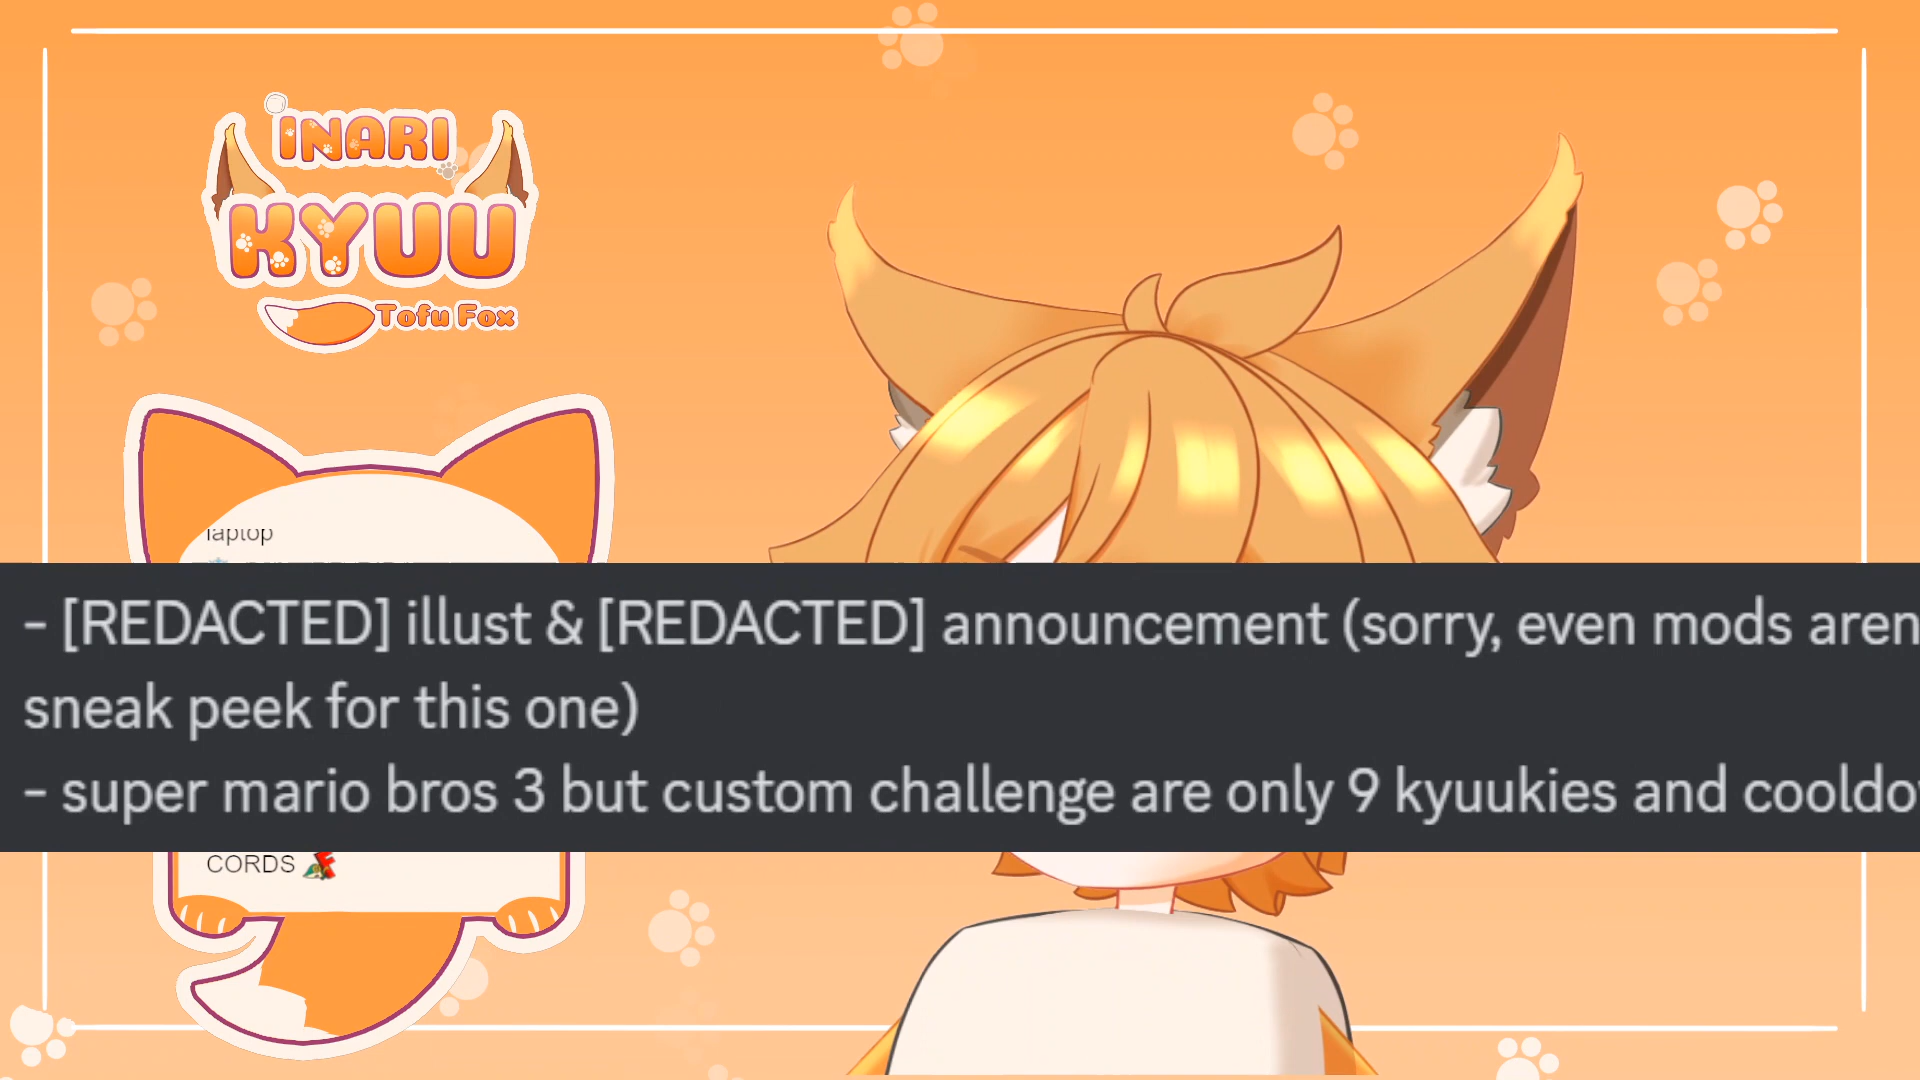 INARI
KYUU
Tofu Fox
laptop
- [REDACTED] illust & [REDACTED] announcement (sorry, even mods aren
sneak peek for this one)
- super mario bros 3 but custom challenge are only 9 kyuukies and cooldo
CORDS